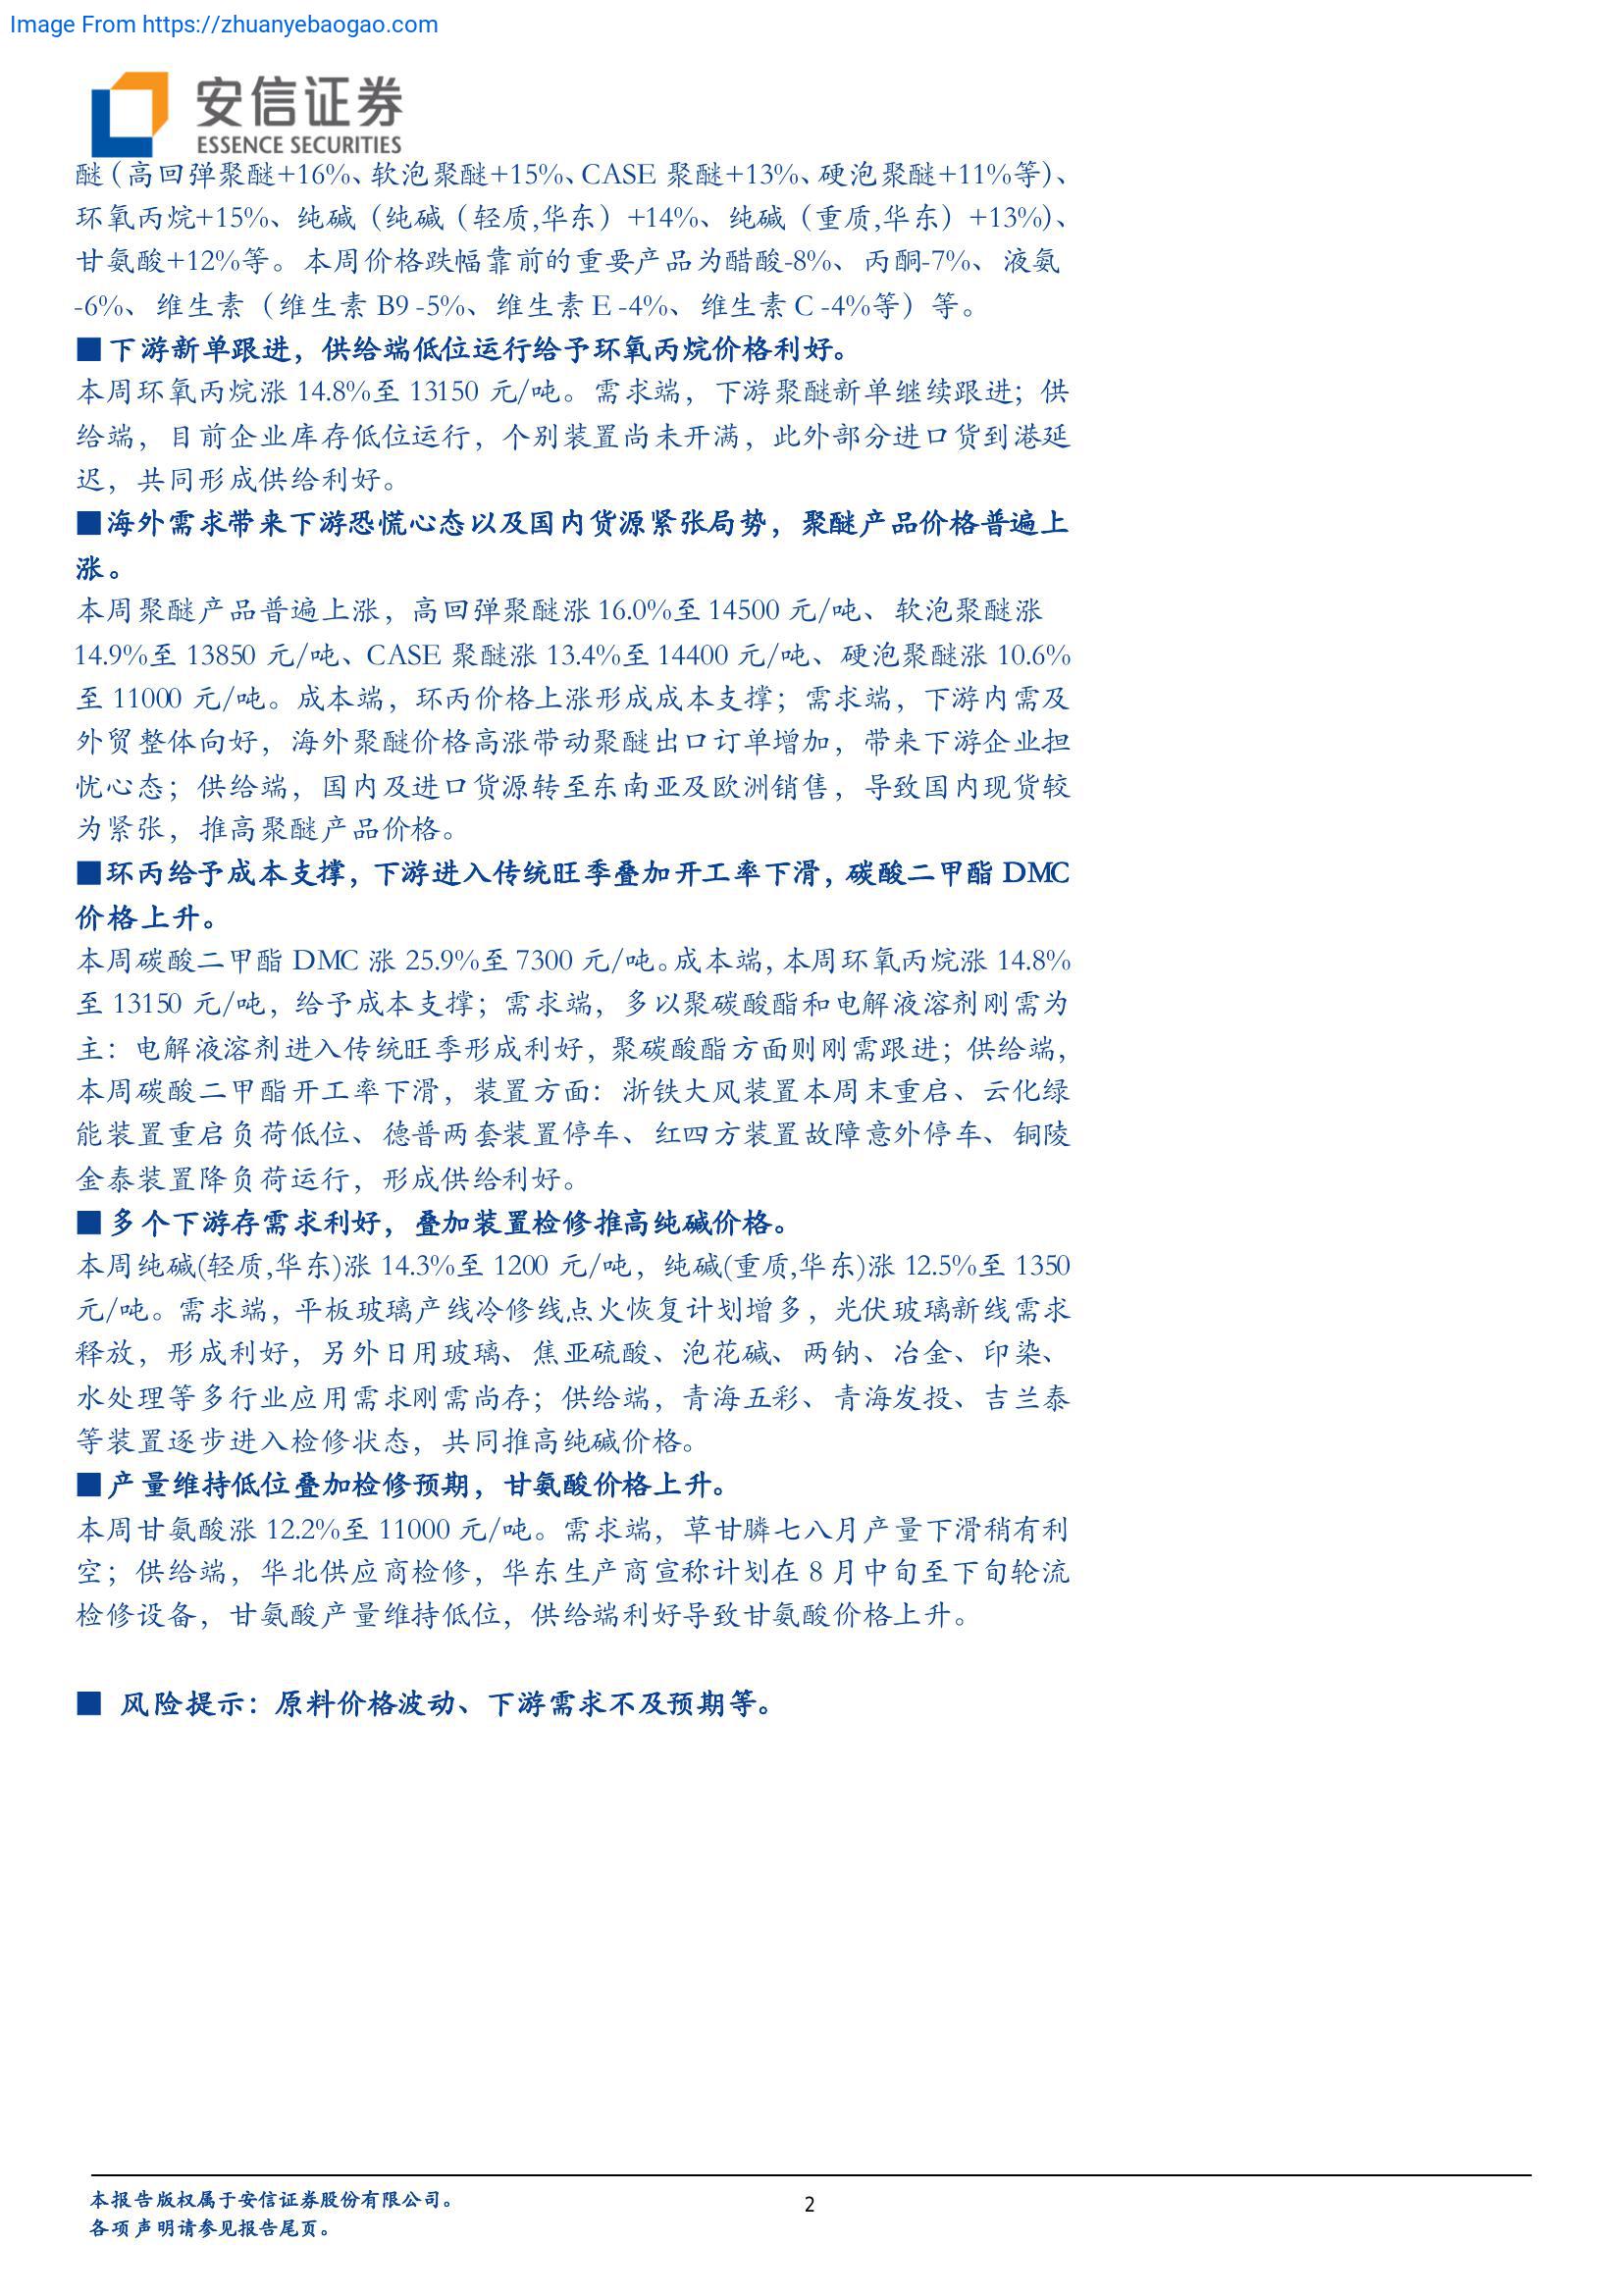 Image From https://zhuanyebaogao.com
安信证券
ESSENCE SECURITIES
醚（高回弹聚醚+16%、软泡聚醚+15%、CASE 聚醚+13%、硬泡聚醚+11%等）、
环氧丙烷+15%、纯碱（纯碱（轻质,华东）+14%、纯碱（重质,华东）+13%）、
甘氨酸+12%等。本周价格跌幅靠前的重要产品为醋酸-8%、丙酮-7%、液氨
-6%、维生素（维生素 B9 -5%、维生素 E -4%、维生素 C -4%等）等。
■下游新单跟进，供给端低位运行给予环氧丙烷价格利好。
本周环氧丙烷涨 14.8%至 13150 元/吨。需求端，下游聚醚新单继续跟进；供
给端，目前企业库存低位运行，个别装置尚未开满，此外部分进口货到港延
迟，共同形成供给利好。
■海外需求带来下游恐慌心态以及国内货源紧张局势，聚醚产品价格普遍上
涨。
本周聚醚产品普遍上涨，高回弹聚醚涨 16.0%至 14500 元/吨、软泡聚醚涨
14.9%至 13850 元/吨、CASE 聚醚涨 13.4%至 14400 元/吨、硬泡聚醚涨 10.6%
至 11000 元/吨。成本端，环丙价格上涨形成成本支撑；需求端，下游内需及
外贸整体向好，海外聚醚价格高涨带动聚醚出口订单增加，带来下游企业担
忧心态；供给端，国内及进口货源转至东南亚及欧洲销售，导致国内现货较
为紧张，推高聚醚产品价格。
■环丙给予成本支撑，下游进入传统旺季叠加开工率下滑，碳酸二甲酯 DMC
价格上升。
本周碳酸二甲酯 DMC 涨 25.9%至 7300 元/吨。成本端，本周环氧丙烷涨 14.8%
至 13150 元/吨，给予成本支撑；需求端，多以聚碳酸酯和电解液溶剂刚需为
主：电解液溶剂进入传统旺季形成利好，聚碳酸酯方面则刚需跟进；供给端，
本周碳酸二甲酯开工率下滑，装置方面：浙铁大风装置本周末重启、云化绿
能装置重启负荷低位、德普两套装置停车、红四方装置故障意外停车、铜陵
金泰装置降负荷运行，形成供给利好。
■多个下游存需求利好，叠加装置检修推高纯碱价格。
本周纯碱(轻质,华东)涨 14.3%至 1200 元/吨，纯碱(重质,华东)涨 12.5%至 1350
元/吨。需求端，平板玻璃产线冷修线点火恢复计划增多，光伏玻璃新线需求
释放，形成利好，另外日用玻璃、焦亚硫酸、泡花碱、两钠、冶金、印染、
水处理等多行业应用需求刚需尚存；供给端，青海五彩、青海发投、吉兰泰
等装置逐步进入检修状态，共同推高纯碱价格。
■产量维持低位叠加检修预期，甘氨酸价格上升。
本周甘氨酸涨 12.2%至 11000 元/吨。需求端，草甘膦七八月产量下滑稍有利
空；供给端，华北供应商检修，华东生产商宣称计划在 8 月中旬至下旬轮流
检修设备，甘氨酸产量维持低位，供给端利好导致甘氨酸价格上升。
■ 风险提示：原料价格波动、下游需求不及预期等。
本报告版权属于安信证券股份有限公司。
各项声明请参见报告尾页。
2